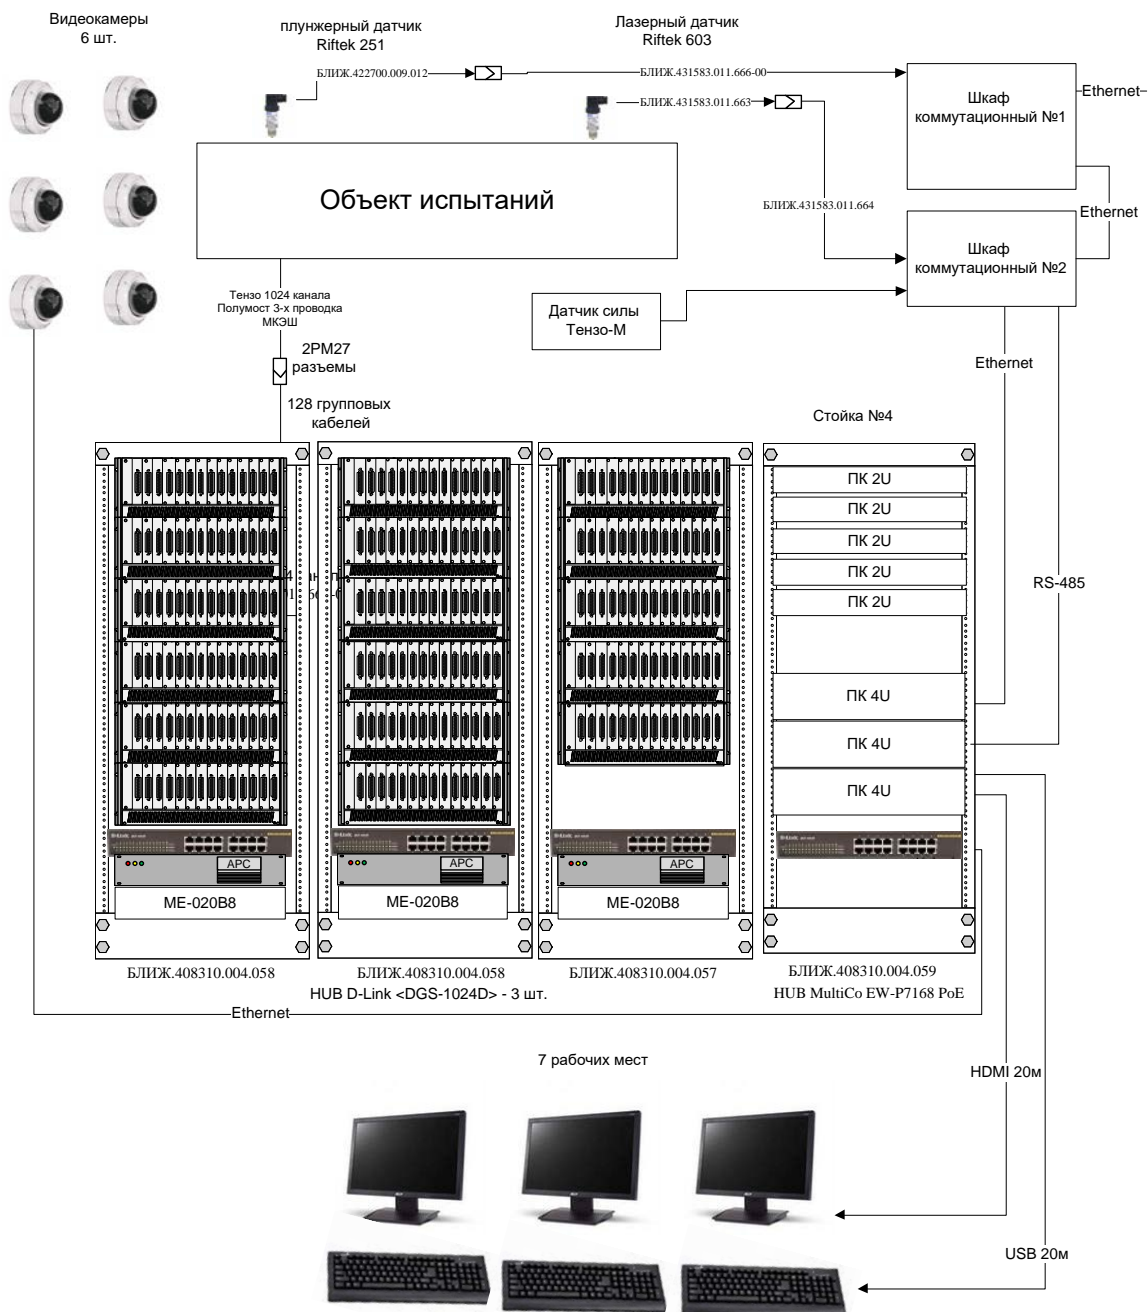 Видеокамеры
6 шт.
плунжерный датчик
Riftek 251
Лазерный датчик
Riftek 603
БЛИЖ.422700.009.012
БЛИЖ.431583.011.666-00
БЛИЖ.431583.011.663
Шкаф
коммутационный №1
Ethernet
Объект испытаний
БЛИЖ.431583.011.664
Ethernet
Шкаф
коммутационный №2
Тензо 1024 канала
Полумост 3-х проводка
МКЭШ
Датчик силы
Тензо-М
2РМ27
разъемы
Ethernet
128 групповых
кабелей
Стойка №4
ПК 2U
ПК 2U
ПК 2U
ПК 2U
ПК 2U
RS-485
ПК 4U
ПК 4U
ПК 4U
D-Link
D-Link
D-Link
D-Link
APC
APC
APC
ME-020B8
ME-020B8
ME-020B8
БЛИЖ.408310.004.058
БЛИЖ.408310.004.058
БЛИЖ.408310.004.057
БЛИЖ.408310.004.059
HUB D-Link <DGS-1024D> - 3 шт.
HUB MultiCo EW-P7168 PoE
Ethernet
7 рабочих мест
HDMI 20м
USB 20м